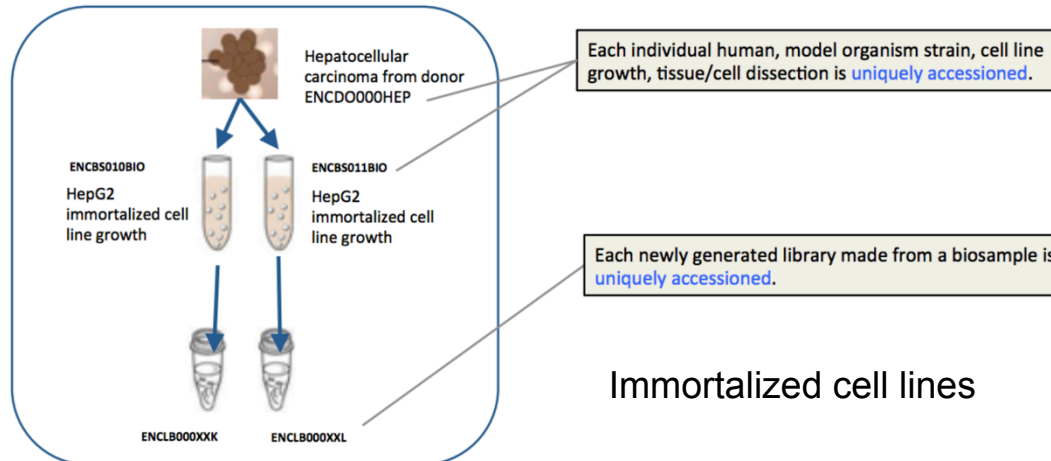 Hepatocellular
carcinoma from donor
ENCDO000HEP
Each individual human, model organism strain, cell line
growth, tissue/cell dissection is uniquely accessioned.
ENCBS010BIO
HepG2
immortalized cell
line growth
ENCBS011BIO
HepG2
immortalized cell
line growth
Each newly generated library made from a biosample is
uniquely accessioned.
Immortalized cell lines
ENCLB000XXK
ENCLB000XXL